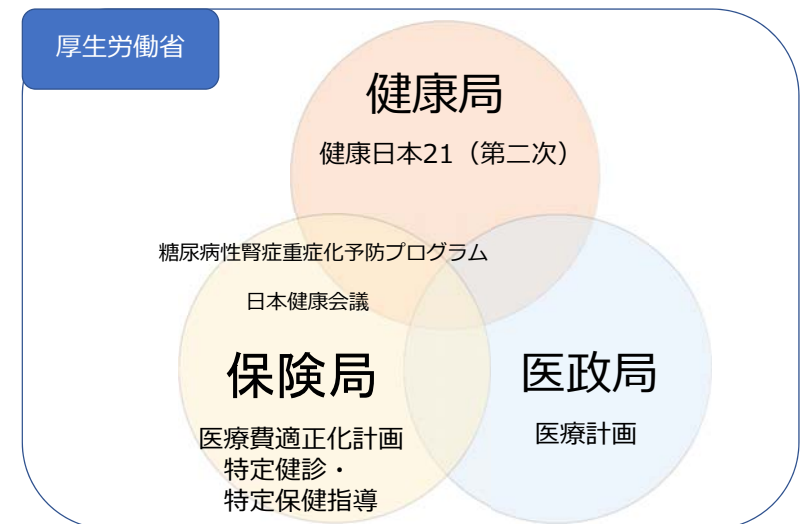 厚生労働省
健康局
健康日本21（第二次）
糖尿病性腎症重症化予防プログラム
日本健康会議
保険局
医療費適正化計画
特定健診・
特定保健指導
医政局
医療計画